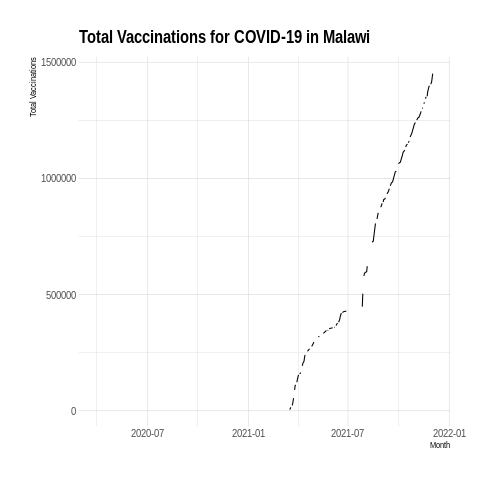 Total Vaccinations for COVID-19 in Malawi
Total Vaccinations
1500000
1000000
500000
0
2020-07 2021-01 2021-07 2022-01
Month